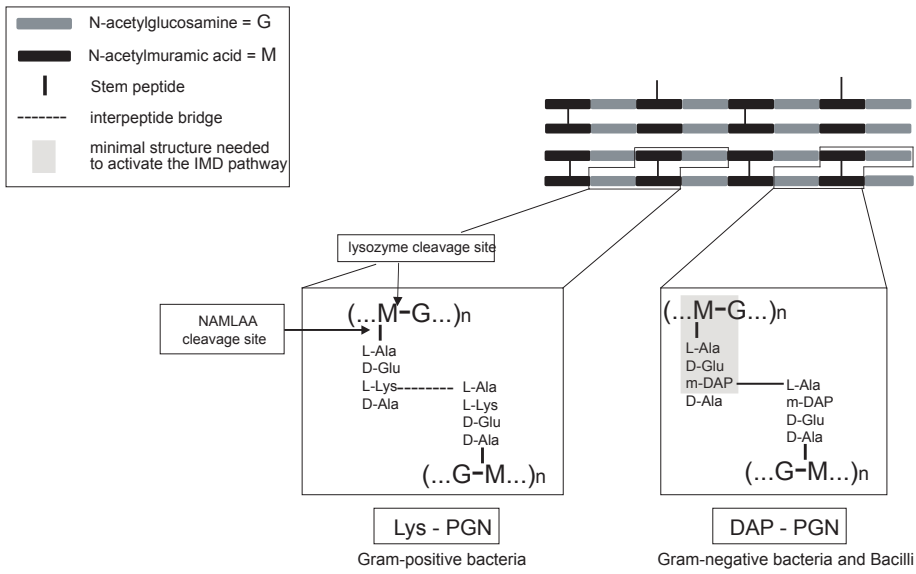 N-acetylglucosamine = G
N-acetylmuramic acid = M
Stem peptide
interpeptide bridge
minimal structure needed
to activate the IMD pathway
lysozyme cleavage site
NAMLAA
cleavage site
(...M-G...)n
L-Ala
D-Glu
L-Lys
D-Ala
L-Ala
L-Lys
D-Glu
D-Ala
(...G-M...)n
Lys - PGN
Gram-positive bacteria
(...M-G...)n
L-Ala
D-Glu
m-DAP
D-Ala
L-Ala
m-DAP
D-Glu
D-Ala
(...G-M...)n
DAP - PGN
Gram-negative bacteria and Bacilli